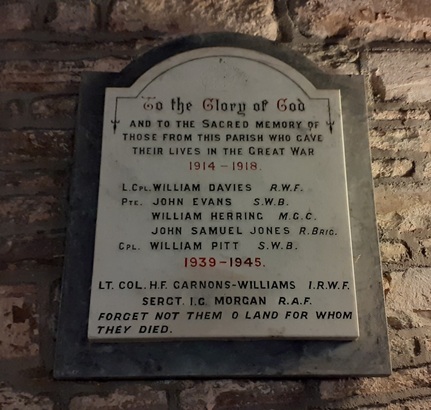 To the Glory of God
AND TO THE SACRED MEMORY OF
THOSE FROM THIS PARISH WHO GAVE
THEIR LIVES IN THE GREAT WAR
1914 – 1918.
L.CPL. WILLIAM DAVIES R.W.F.
PTE. JOHN EVANS S.W.B.
WILLIAM HERRING M.G.C.
JOHN SAMUEL JONES R.BRIG.
CPL. WILLIAM PITT S.W.B.
1939 – 1945.
LT. COL. H.F. GARNONS-WILLIAMS I.R.W.F.
SERGT. I.G. MORGAN R.A.F.
FORGET NOT THEM O LAND FOR WHOM
THEY DIED.